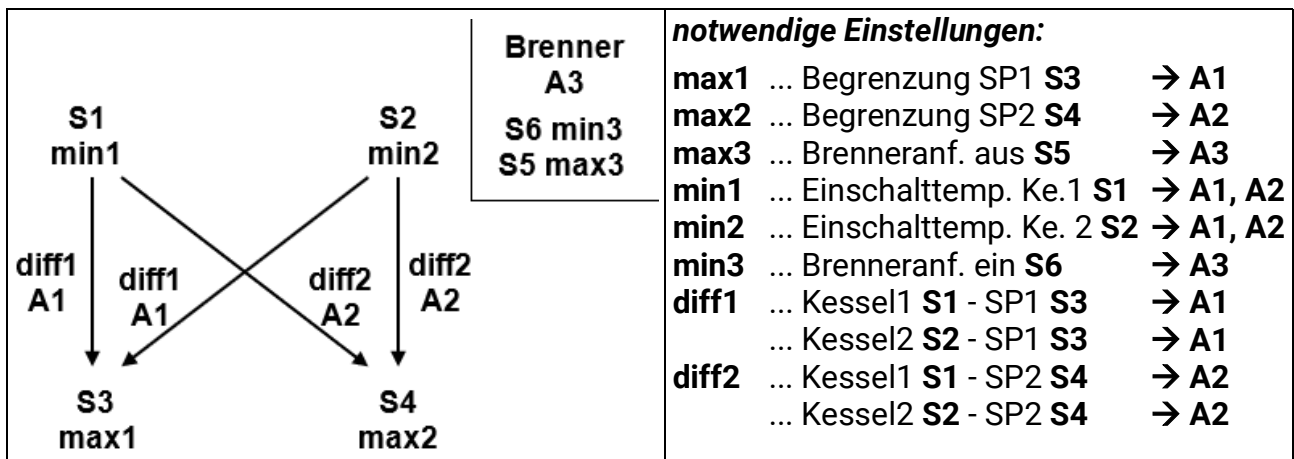 Brenner
A3
S6 min3
S5 max3
S1
min1
S2
min2
diff1
A1
diff1
A1
diff2
A2
diff2
A2
S3
max1
S4
max2
notwendige Einstellungen:
max1 ... Begrenzung SP1 S3 → A1
max2 ... Begrenzung SP2 S4 → A2
max3 ... Brenneranf. aus S5 → A3
min1 ... Einschalttemp. Ke.1 S1 → A1, A2
min2 ... Einschalttemp. Ke. 2 S2 → A1, A2
min3 ... Brenneranf. ein S6 → A3
diff1 ... Kessel1 S1 - SP1 S3 → A1
... Kessel2 S2 - SP1 S3 → A1
diff2 ... Kessel1 S1 - SP2 S4 → A2
... Kessel2 S2 - SP2 S4 → A2